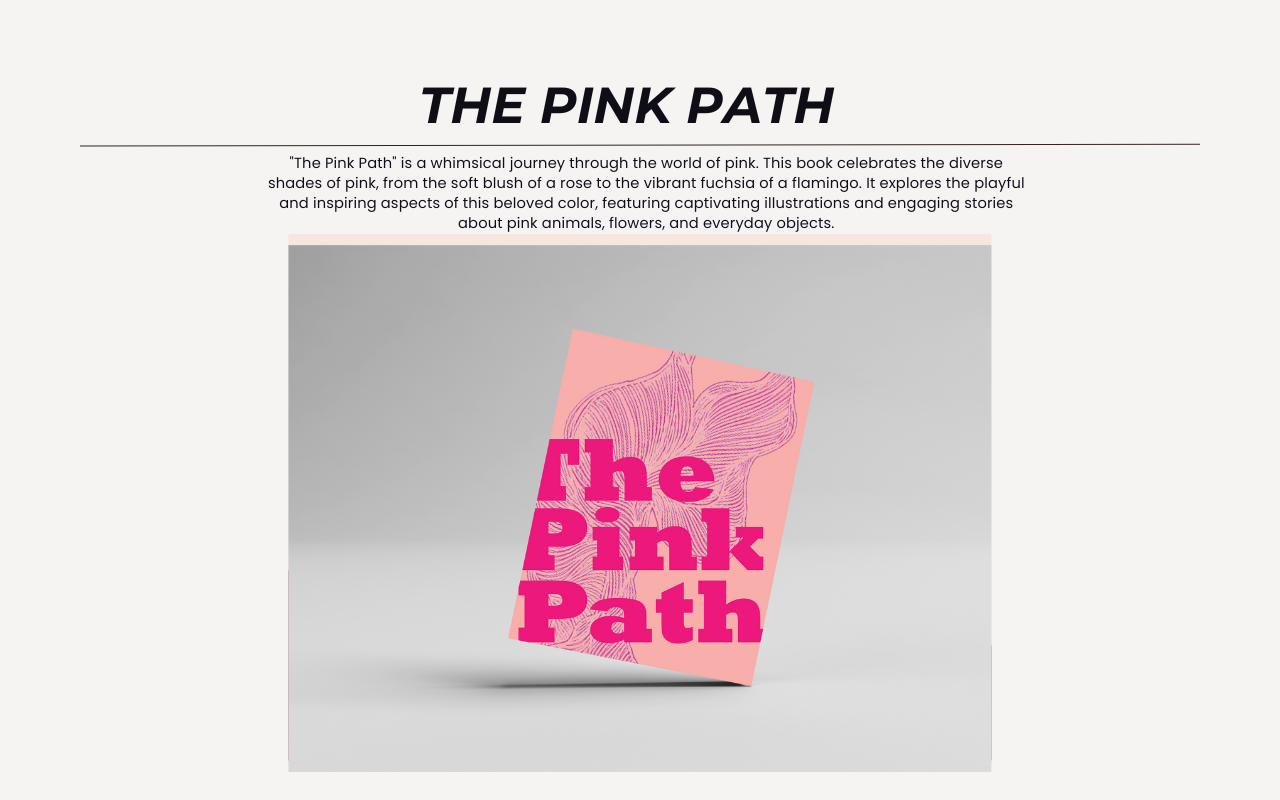 THE PINK PATH
"The Pink Path" is a whimsical journey through the world of pink. This book celebrates the diverse
shades of pink, from the soft blush of a rose to the vibrant fuchsia of a flamingo. It explores the playful
and inspiring aspects of this beloved color, featuring captivating illustrations and engaging stories
about pink animals, flowers, and everyday objects.
The
Pink
Path